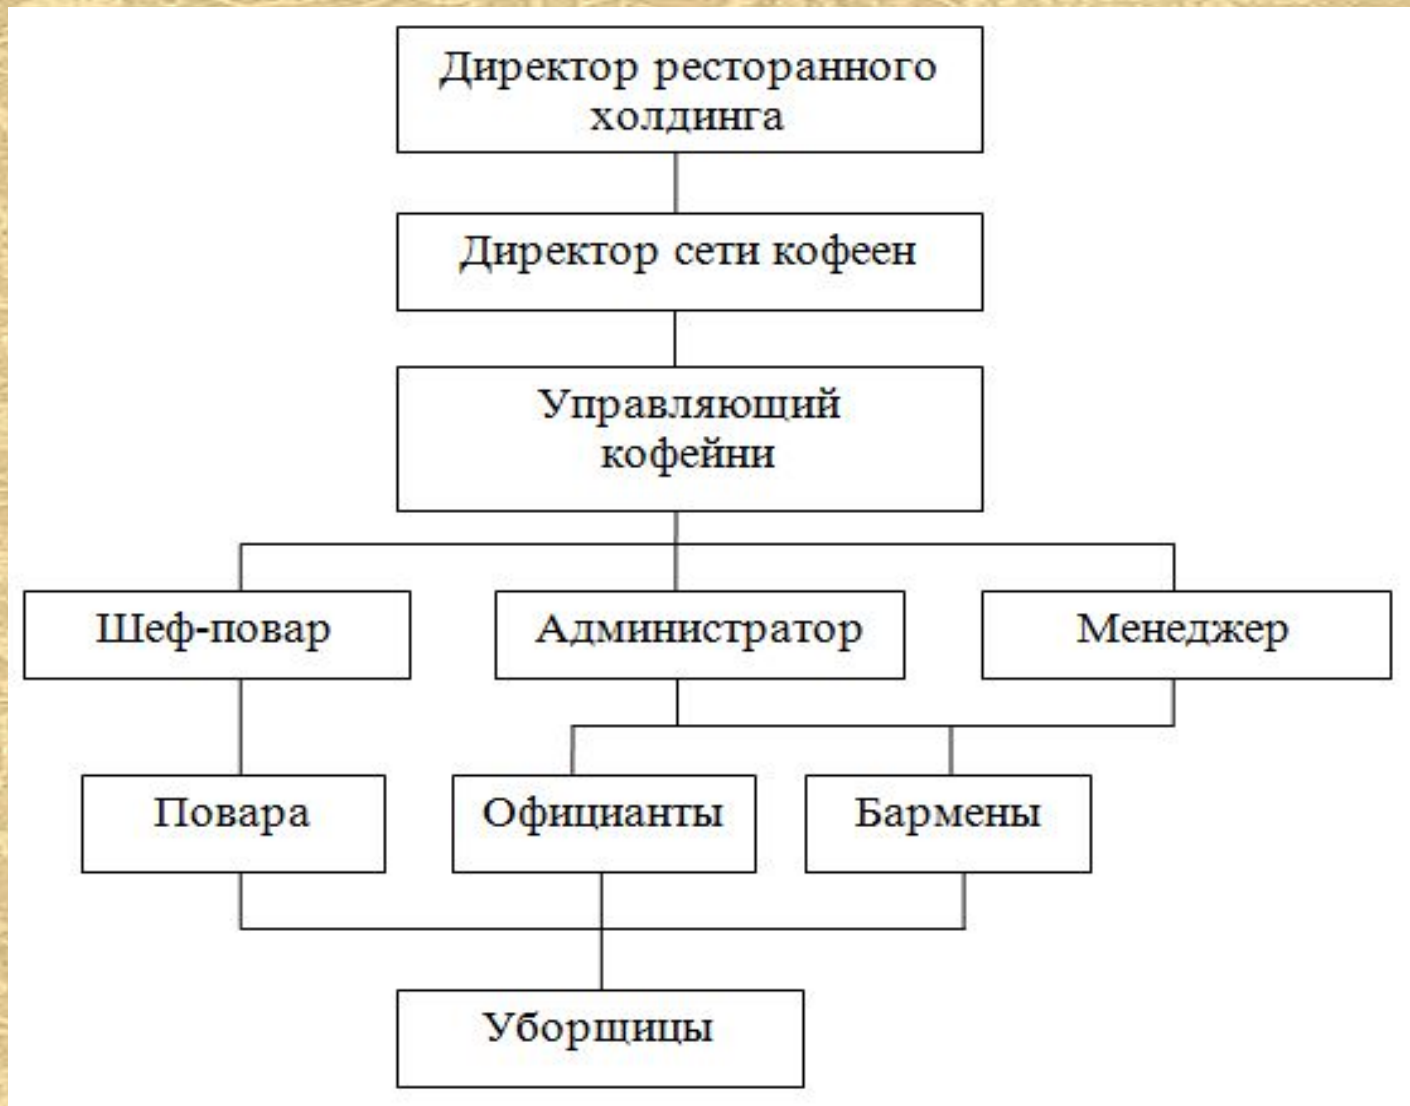 Директор ресторанного
холдинга
Директор сети кофеен
Управляющий
кофейни
Шеф-повар
Администратор
Менеджер
Повара
Официанты
Бармены
Уборщицы